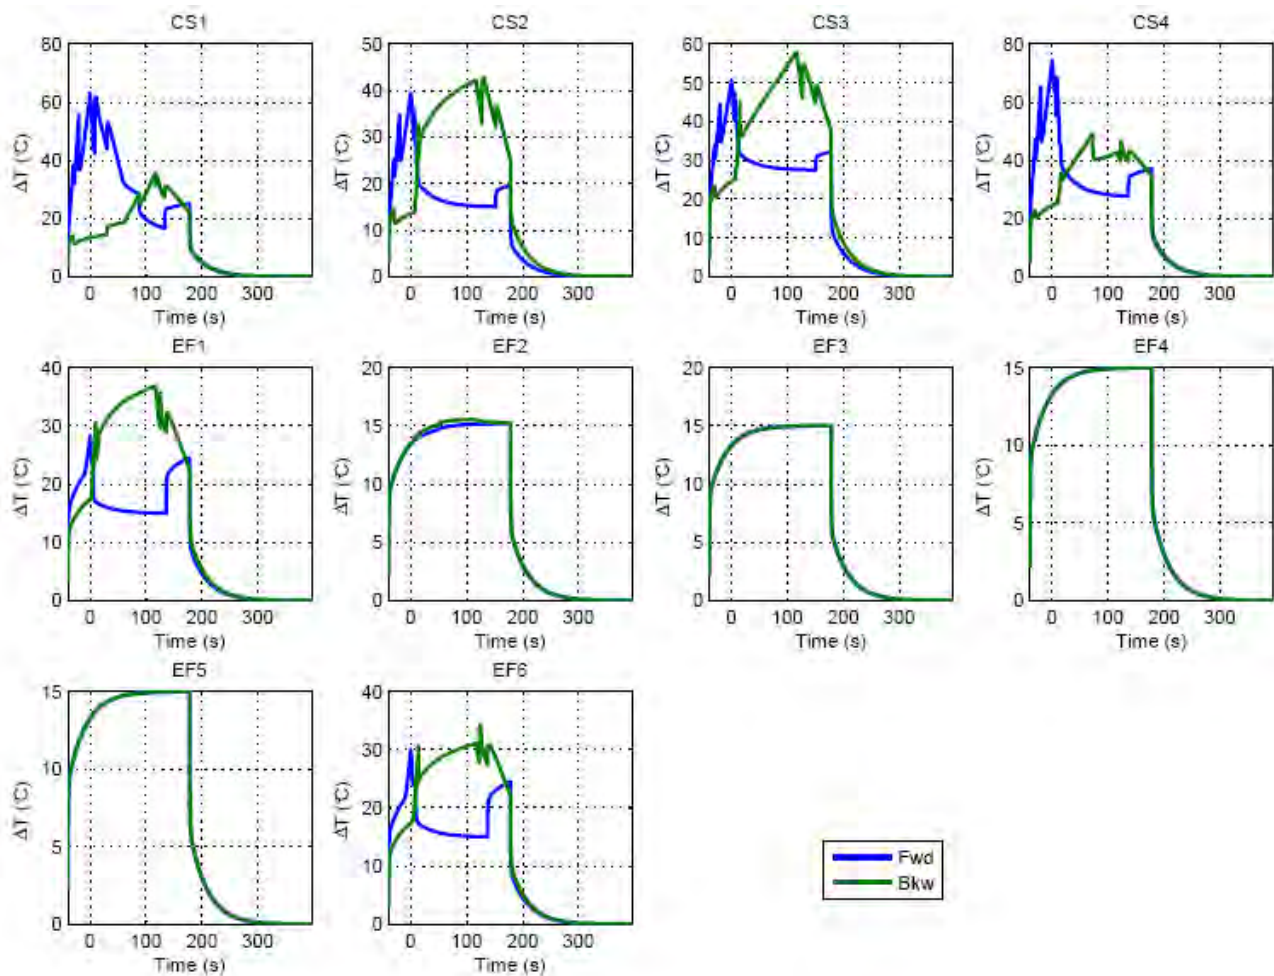 CS1 CS2 CS3 CS4
80 50 60 80
60 40 50 60
40 30 40 40
20 20 30 20
0 10 20 0
0 10
0
ΔT (°C) ΔT (°C) ΔT (°C) ΔT (°C)
0 100 200 300 0 100 200 300 0 100 200 300 0 100 200 300
Time (s) Time (s) Time (s) Time (s)
EF1 EF2 EF3 EF4
40 20 20 15
30 15 15 10
20 10 10 5
10 5 5 0
0 0 0
ΔT (°C) ΔT (°C) ΔT (°C) ΔT (°C)
0 100 200 300 0 100 200 300 0 100 200 300 0 100 200 300
Time (s) Time (s) Time (s) Time (s)
EF5 EF6
15 40
10 30
5 20
0 10
0
ΔT (°C) ΔT (°C)
0 100 200 300 0 100 200 300
Time (s) Time (s)
Fwd
Bkw